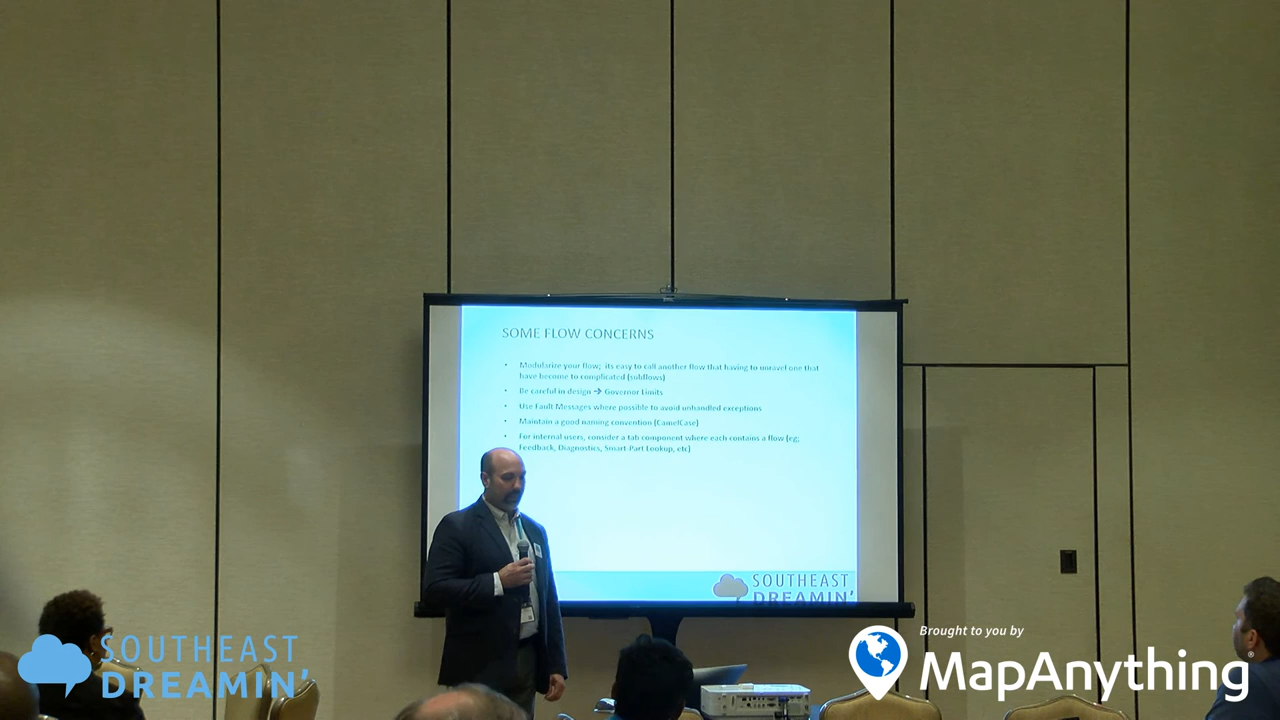 SOME FLOW CONCERNS
• Modularize your flow; its easy to call another flow that having to unravel one that
have become to complicated (subflows)
• Be careful in design → Governor Limits
• Use Fault Messages where possible to avoid unhandled exceptions
• Maintain a good naming convention (CamelCase)
• For internal users, consider a tab component where each contains a flow (eg;
Feedback, Diagnostics, Smart-Part Lookup, etc)
SOUTHEAST
DREAMIN'
SOUTHEAST
DREAMIN'
Brought to you by
MapAnything®